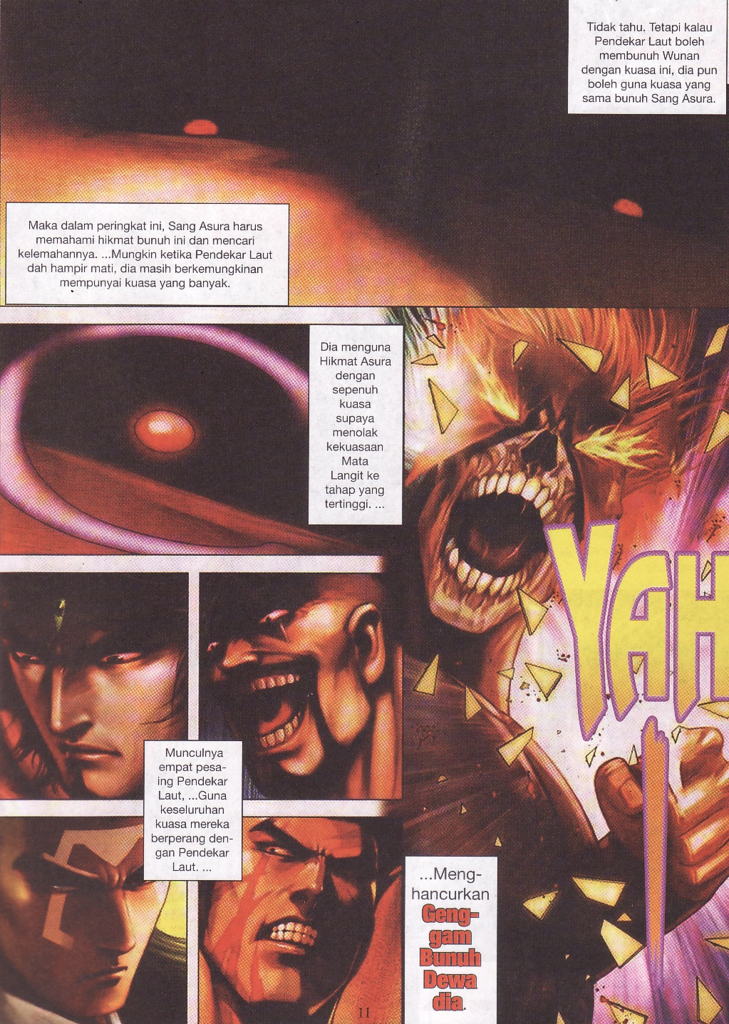 Tidak tahu, Tetapi kalau
Pendekar Laut boleh
membunuh Wunan
dengan kuasa ini, dia pun
boleh guna kuasa yang
sama bunuh Sang Asura.
Maka dalam peringkat ini, Sang Asura harus
memahami hikmat bunuh ini dan mencari
kelemahannya. ...Mungkin ketika Pendekar Laut
dah hampir mati, dia masih berkemungkinan
mempunyai kuasa yang banyak.
Dia menguna
Hikmat Asura
dengan
sepenuh
kuasa
supaya
menolak
kekuasaan
Mata
Langit ke
tahap yang
tertinggi. ...
YAH
Munculnya
empat pesa-
ing Pendekar
Laut, ...Guna
keseluruhan
kuasa mereka
berperang den-
gan Pendekar
Laut. ...
...Meng-
hancurkan
Geng-
gam
Bunuh
Dewa
dia.
11